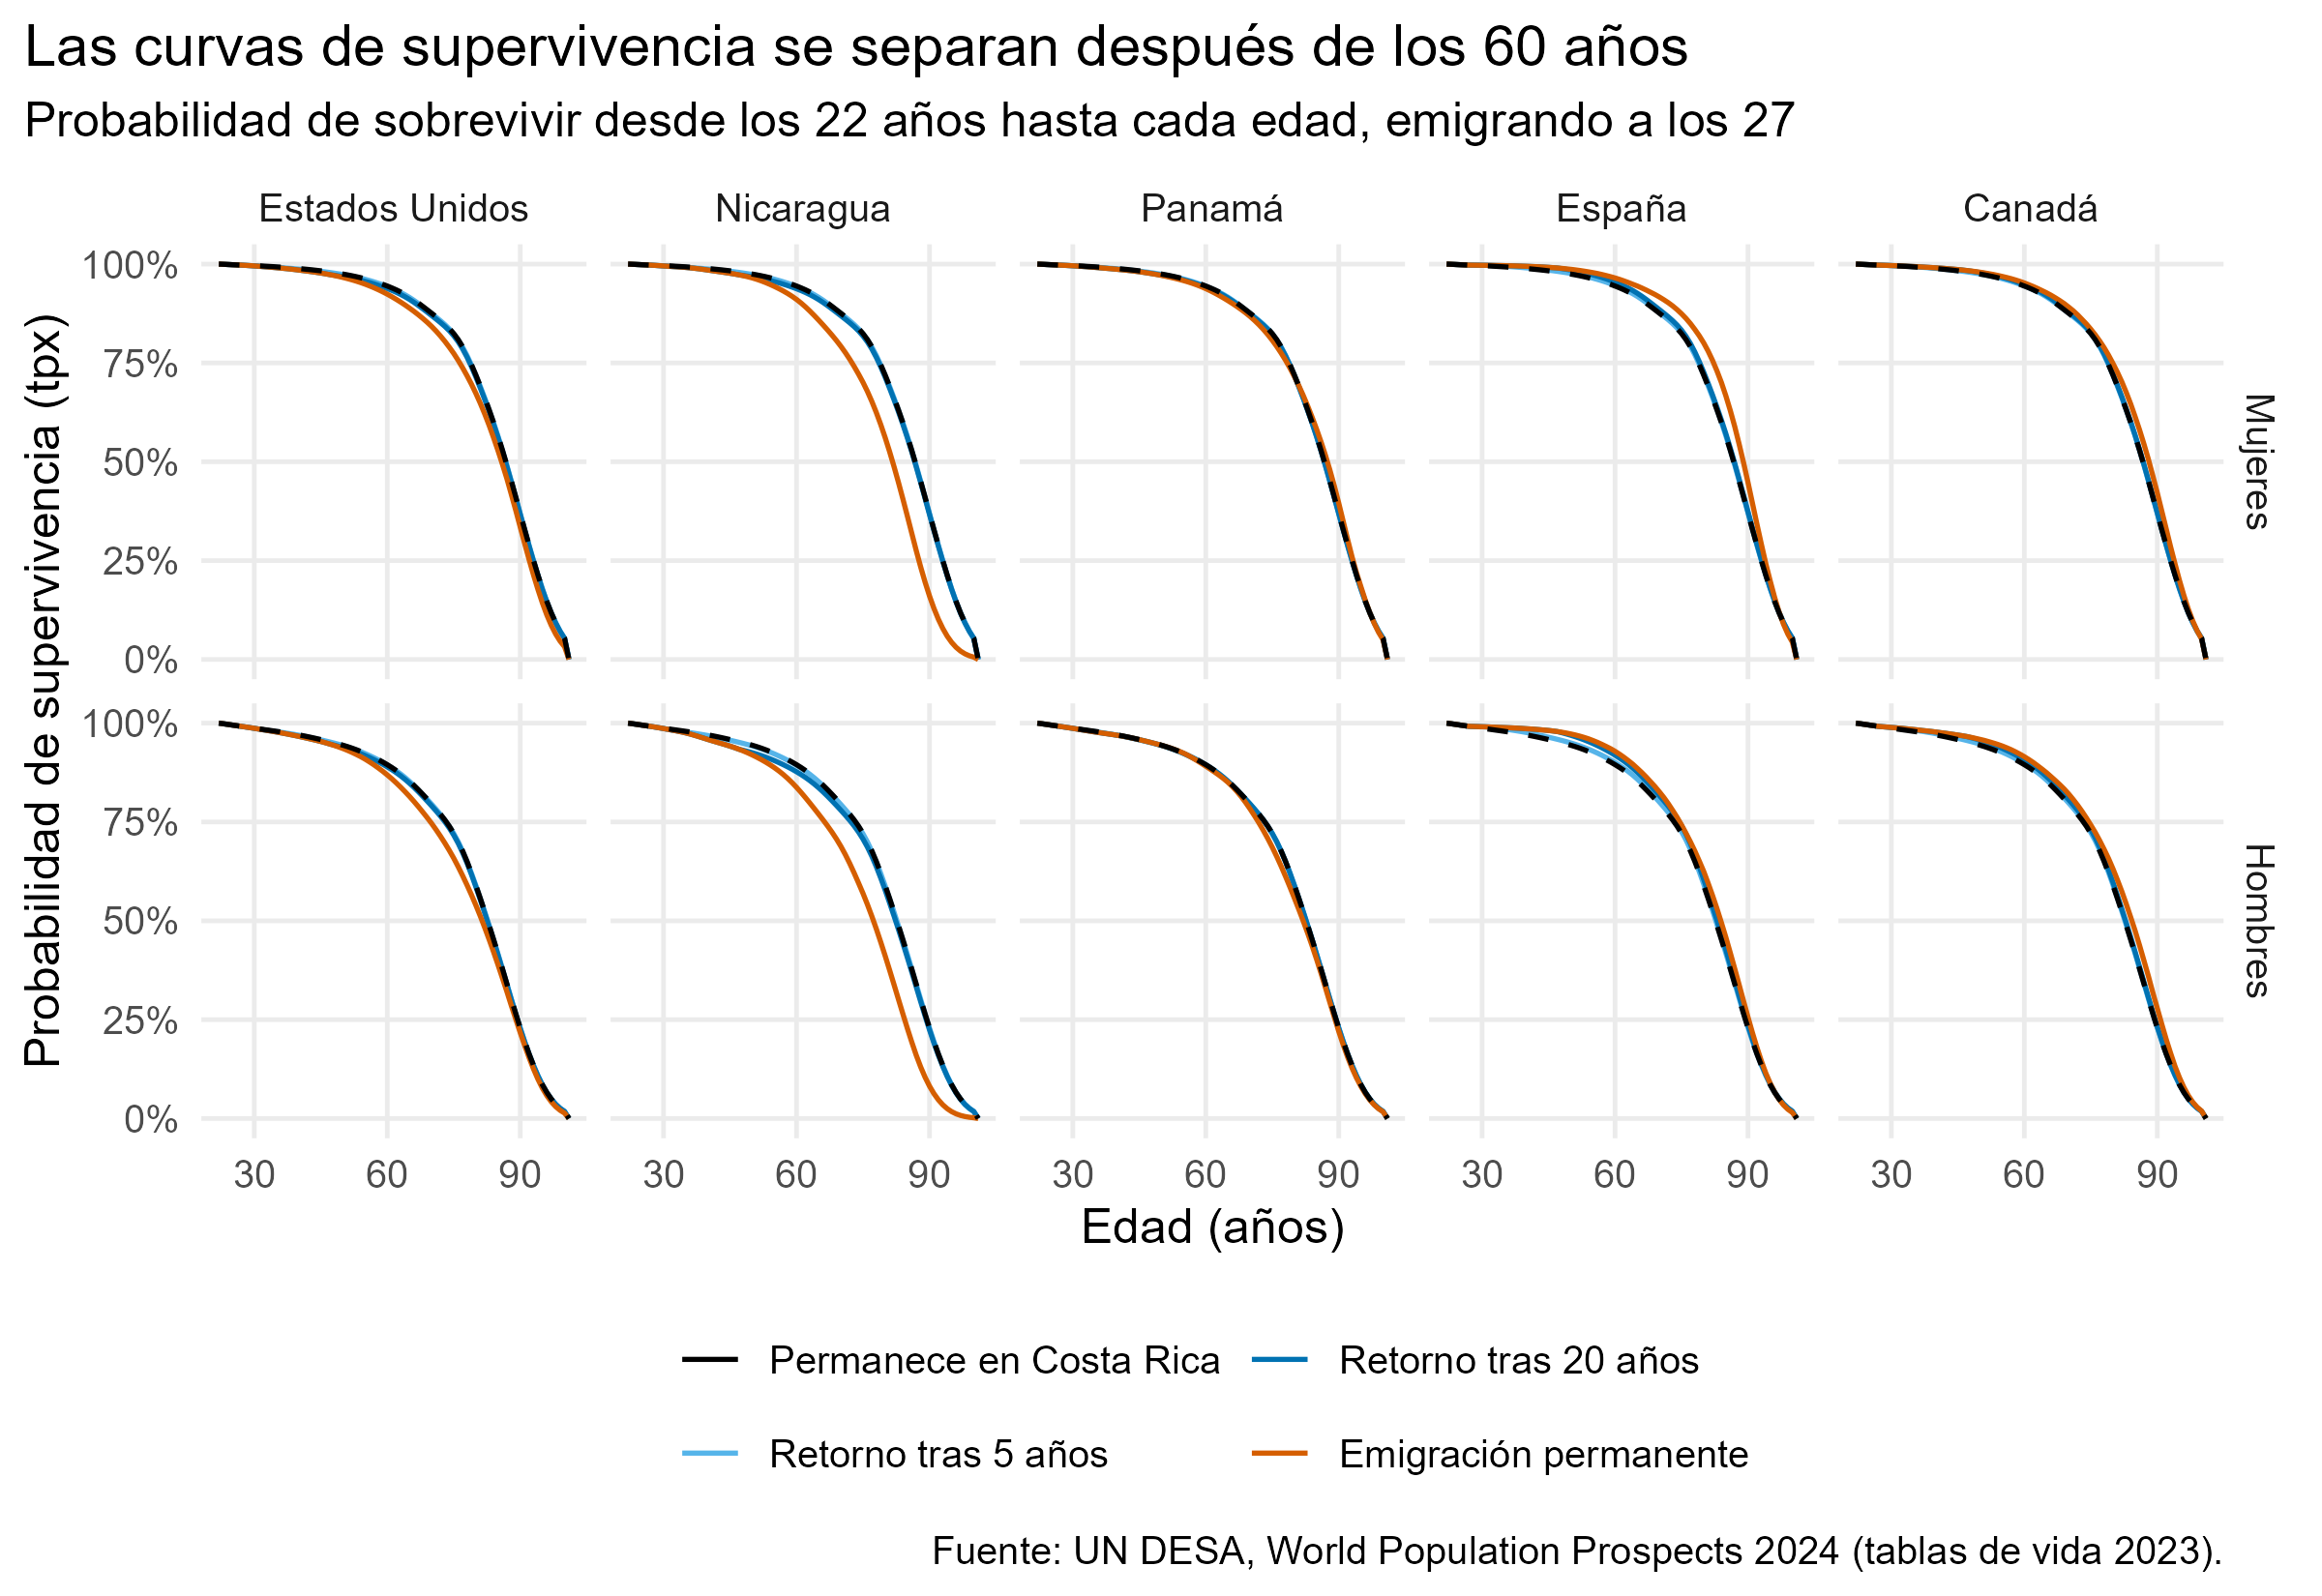 Las curvas de supervivencia se separan después de los 60 años
Probabilidad de sobrevivir desde los 22 años hasta cada edad, emigrando a los 27
Estados Unidos Nicaragua Panamá España Canadá
Probabilidad de supervivencia (tpx)
100%
75%
50%
25%
0%
Mujeres
100%
75%
50%
25%
0%
Hombres
30 60 90 30 60 90 30 60 90 30 60 90 30 60 90
Edad (años)
Permanece en Costa Rica Retorno tras 20 años
Retorno tras 5 años Emigración permanente
Fuente: UN DESA, World Population Prospects 2024 (tablas de vida 2023).